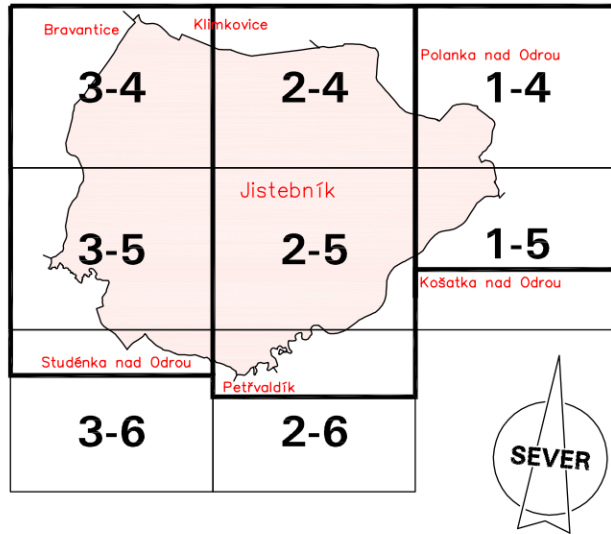 Bravantice
Klimkovice
Polanka nad Odrou
3-4
2-4
1-4
Jistebník
3-5
2-5
1-5
Košatka nad Odrou
Studénka nad Odrou
Petřvaldík
3-6
2-6
SEVER